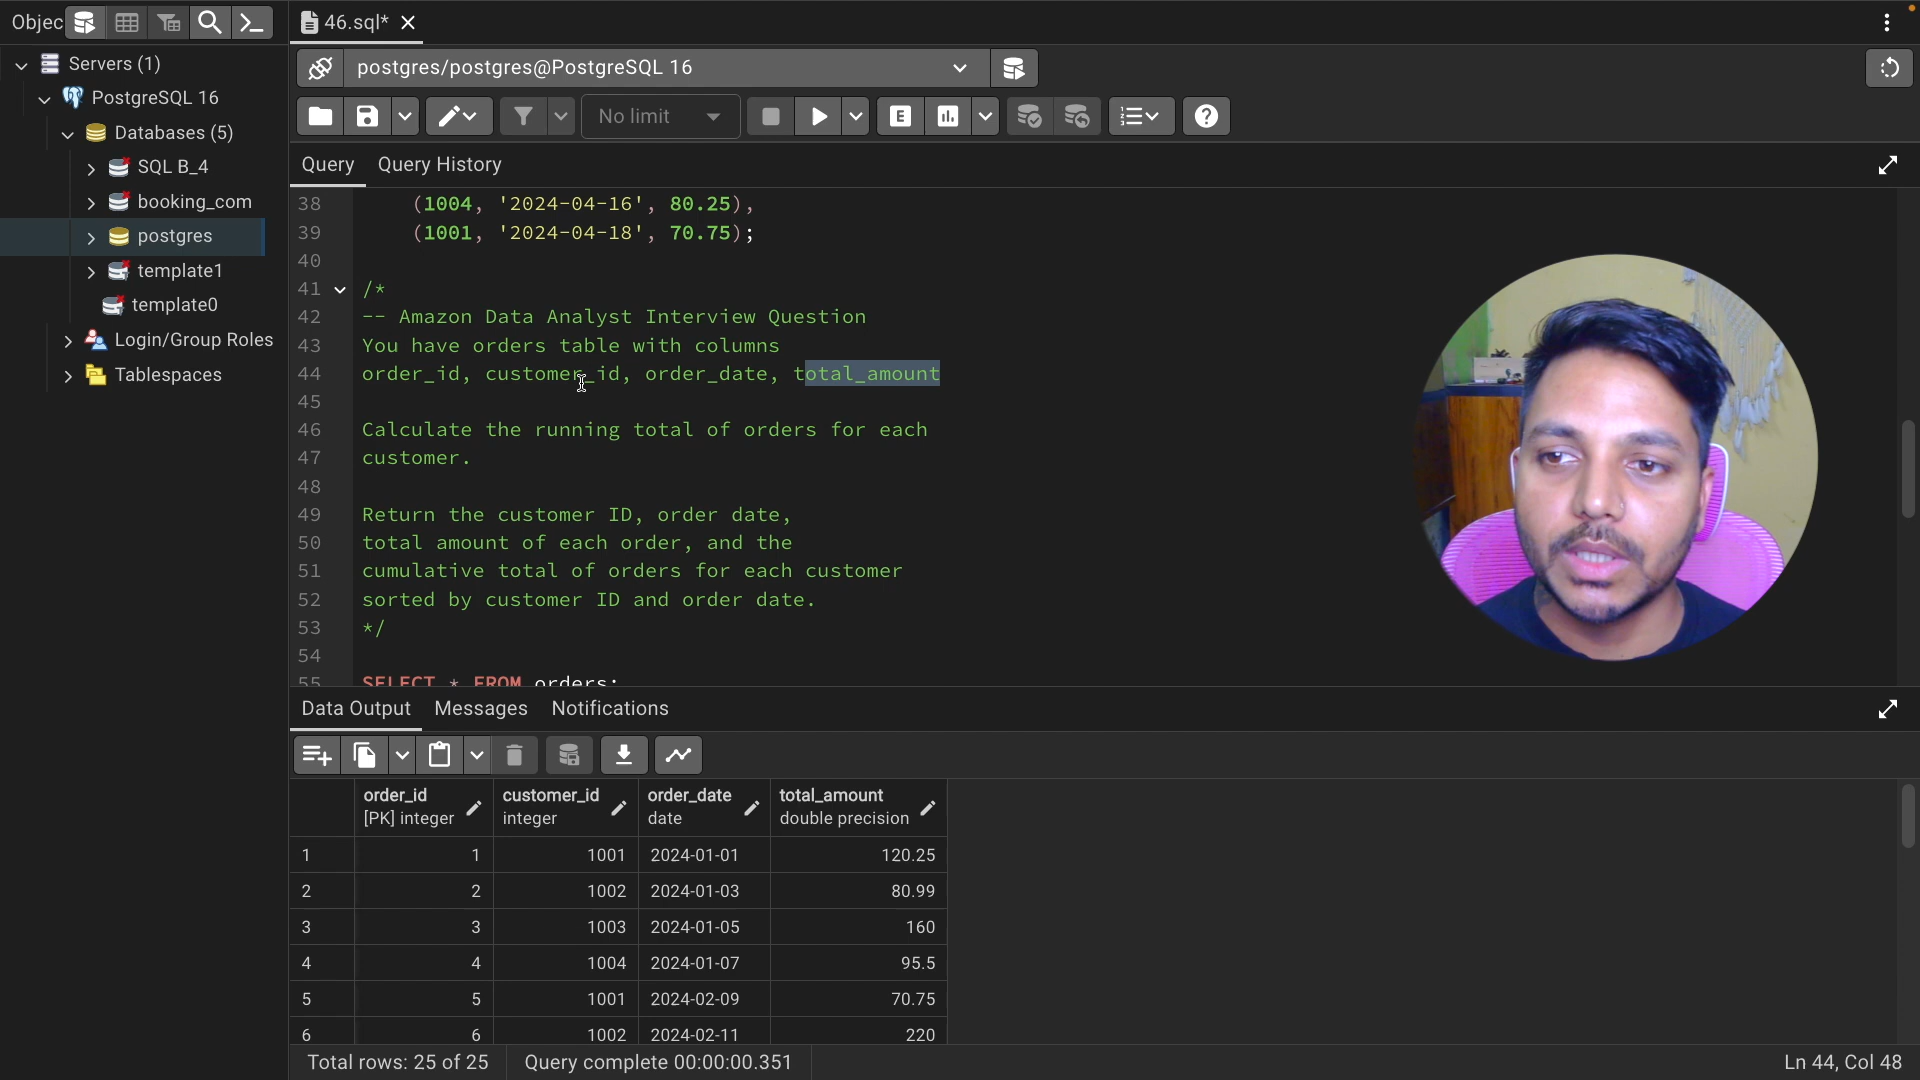 Objec
46.sql*
Servers (1)
PostgreSQL 16
Databases (5)
SQL B_4
booking_com
postgres
template1
template0
Login/Group Roles
Tablespaces
postgres/postgres@PostgreSQL 16
No limit
E
Query
Query History
38 (1004, '2024-04-16', 80.25),
39 (1001, '2024-04-18', 70.75);
40
41 /*
42 -- Amazon Data Analyst Interview Question
43 You have orders table with columns
44 order_id, customer_id, order_date, total_amount
45
46 Calculate the running total of orders for each
47 customer.
48
49 Return the customer ID, order date,
50 total amount of each order, and the
51 cumulative total of orders for each customer
52 sorted by customer ID and order date.
53 */
54
55 SELECT * FROM orders;
Data Output Messages Notifications
order_id customer_id order_date total_amount
[PK] integer integer date double precision
1 1 1001 2024-01-01 120.25
2 2 1002 2024-01-03 80.99
3 3 1003 2024-01-05 160
4 4 1004 2024-01-07 95.5
5 5 1001 2024-02-09 70.75
6 6 1002 2024-02-11 220
Total rows: 25 of 25 Query complete 00:00:00.351 Ln 44, Col 48